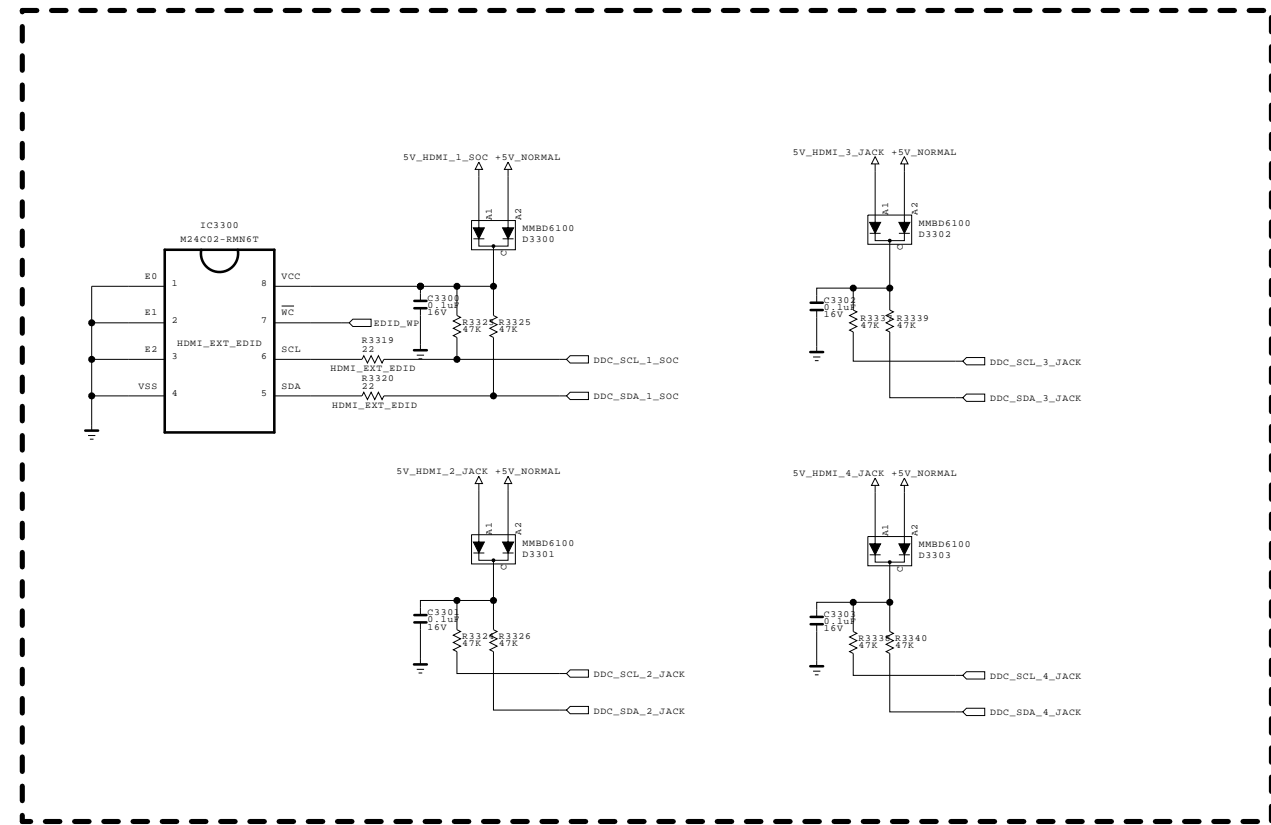 5V_HDMI_1_SOC +5V_NORMAL
A1
A2
MMBD6100
D3300
C
IC3300
M24C02-RMN6T
E0
1
8
VCC
E1
2
7
WC
EDID_WP
HDMI_EXT_EDID
E2
3
6
SCL
VSS
4
5
SDA
C3300
0.1uF
16V
47K
R3325
47K
R3319
22
HDMI_EXT_EDID
R3320
22
HDMI_EXT_EDID
DDC_SCL_1_SOC
DDC_SDA_1_SOC
5V_HDMI_3_JACK +5V_NORMAL
A1
A2
MMBD6100
D3302
C
C3302
0.1uF
16V
47K
R3339
47K
DDC_SCL_3_JACK
DDC_SDA_3_JACK
5V_HDMI_2_JACK +5V_NORMAL
A1
A2
MMBD6100
D3301
C
C3301
0.1uF
16V
47K
R3326
47K
DDC_SCL_2_JACK
DDC_SDA_2_JACK
5V_HDMI_4_JACK +5V_NORMAL
A1
A2
MMBD6100
D3303
C
C3303
0.1uF
16V
47K
R3340
47K
DDC_SCL_4_JACK
DDC_SDA_4_JACK